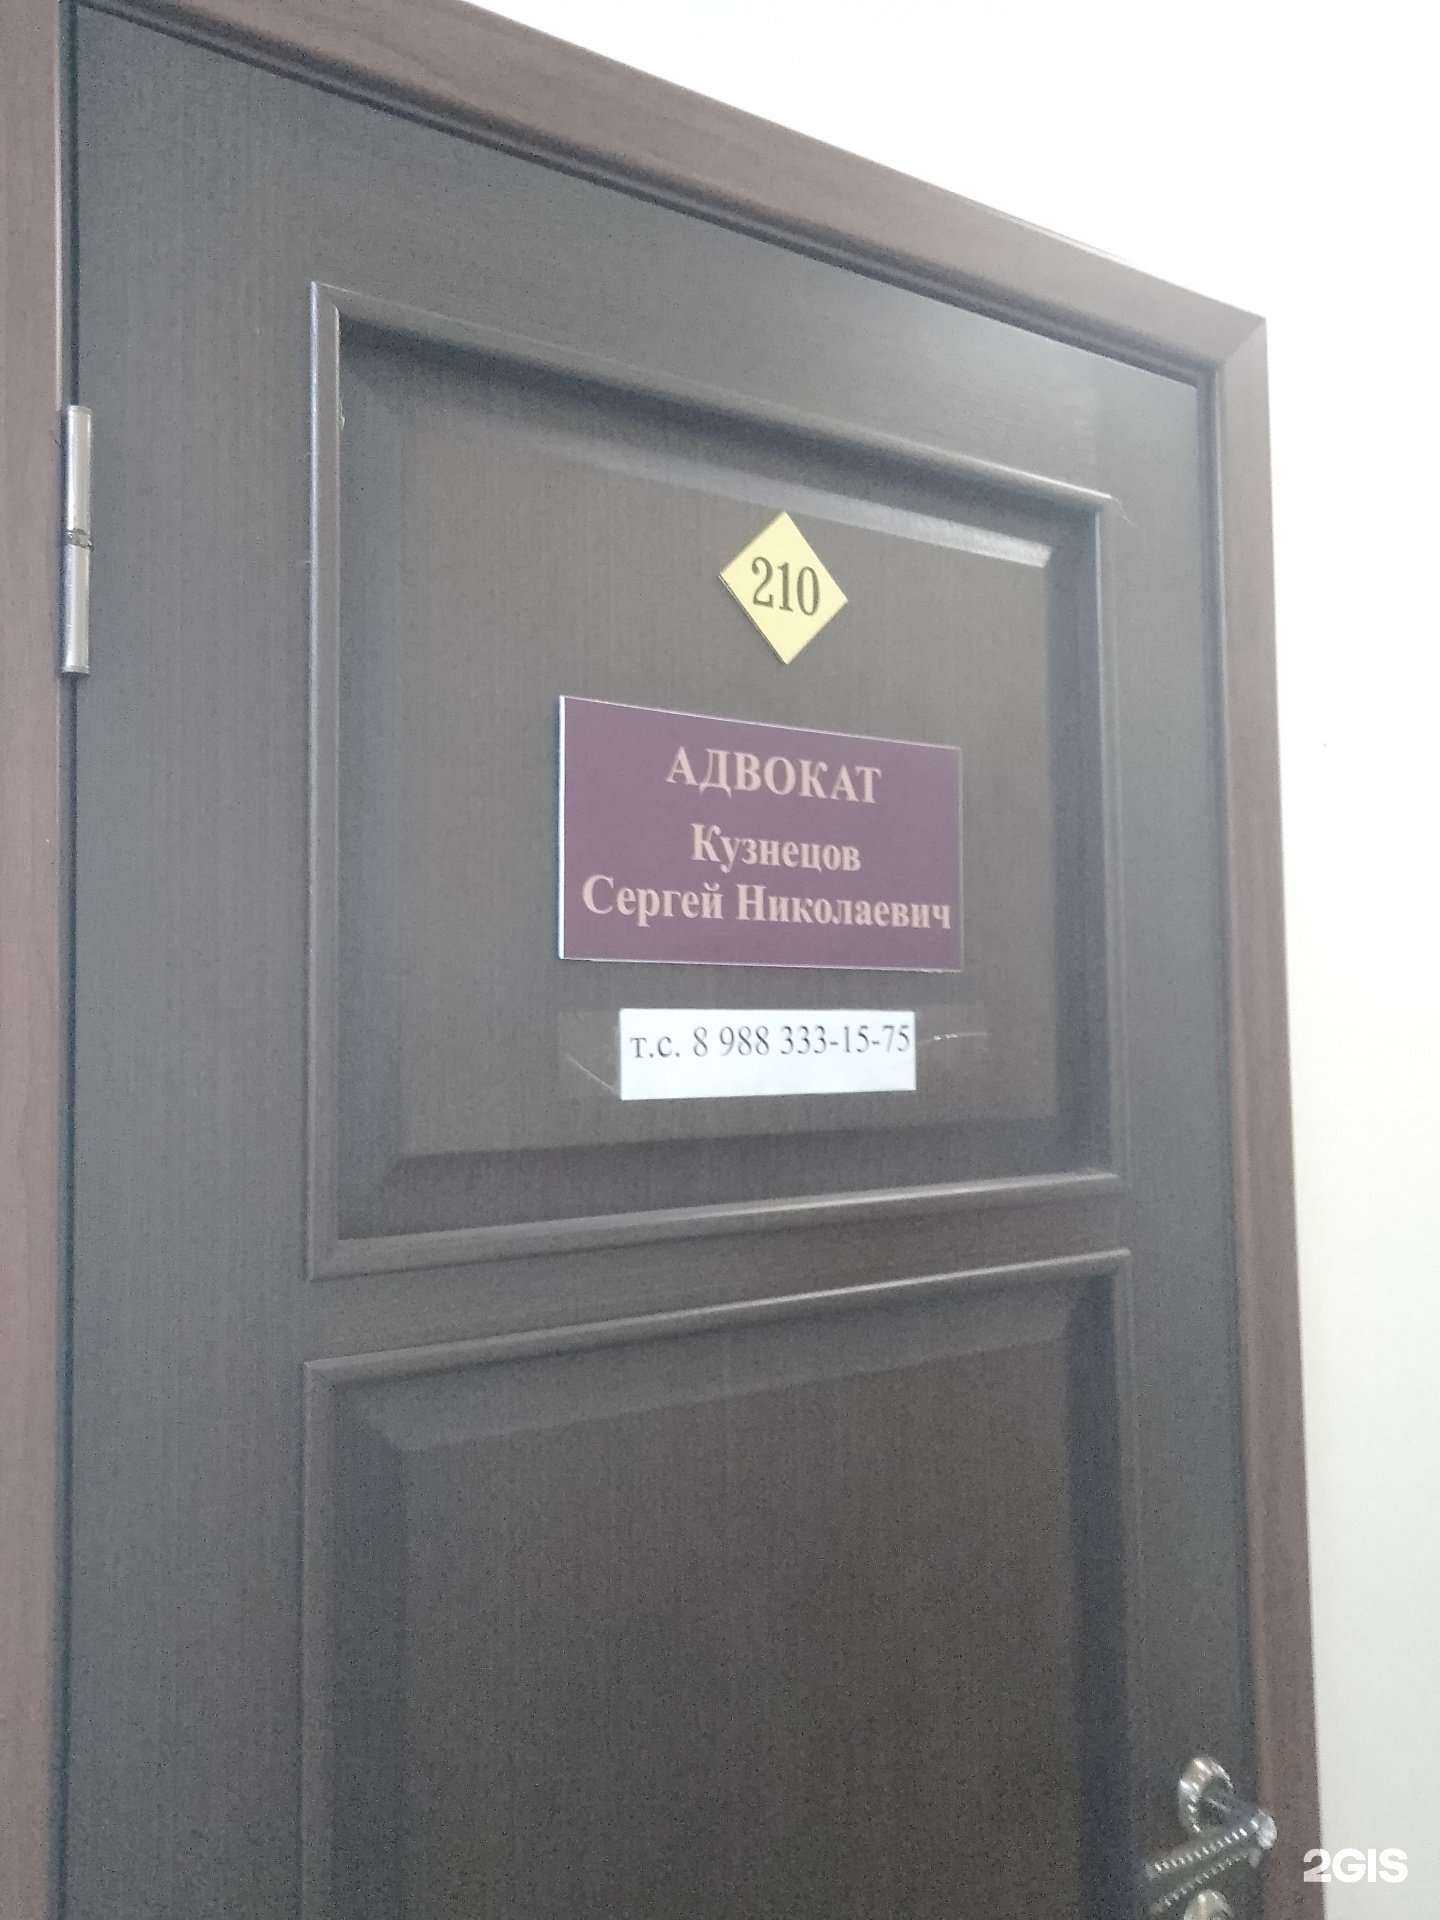 210
АДВОКАТ
Кузнецов
Сергей Николаевич
т.с. 8 988 333-15-75
2GIS